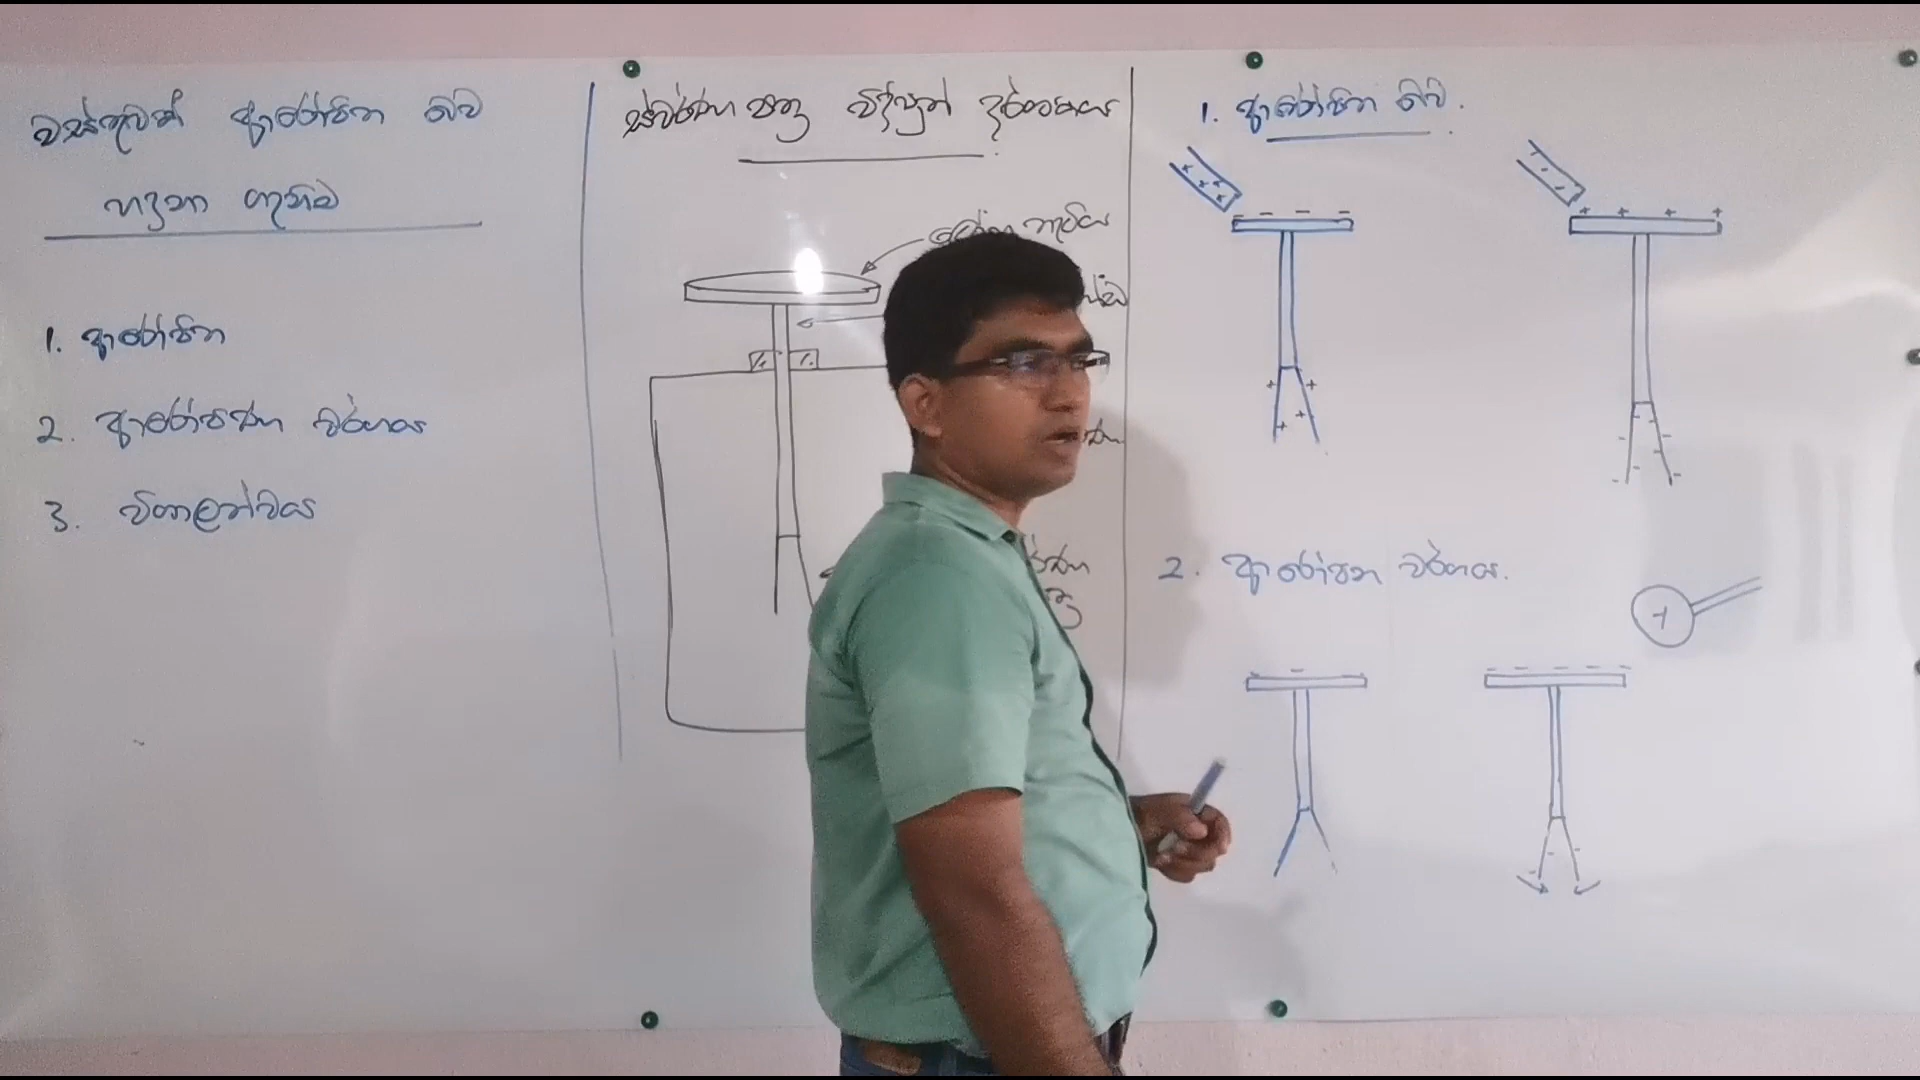 වස්තුවක් ආරෝපිත බව
හඳුනා ගැනීම
1. ආරෝපිත
2. ආරෝපණ වර්ගය
3. විශාලත්වය
ස්වර්ණ පත්‍ර විද්යුත් දර්ශකය
තැටිය
1. ආරෝපිත බව.
2. ආරෝපන වර්ගය.